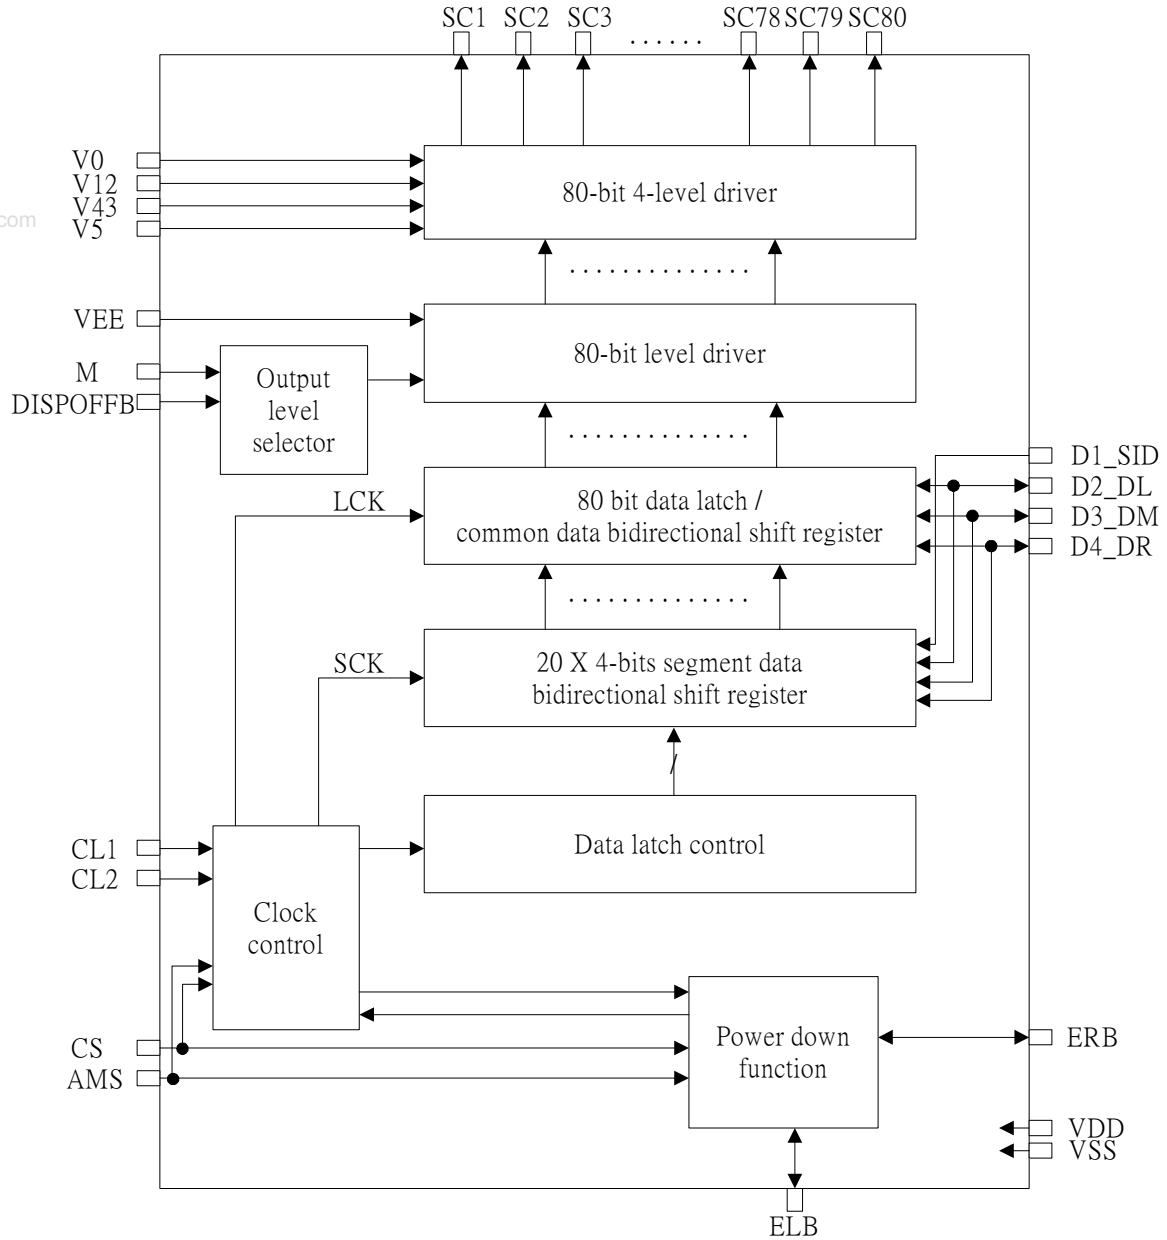 SC1 SC2 SC3 ...... SC78 SC79 SC80
V0
V12
V43
V5
com
80-bit 4-level driver
..............
VEE
80-bit level driver
M
DISPOFFB
Output
level
selector
..............
D1_SID
D2_DL
D3_DM
D4_DR
LCK
80 bit data latch /
common data bidirectional shift register
..............
SCK
20 X 4-bits segment data
bidirectional shift register
/
CL1
CL2
Data latch control
Clock
control
CS
AMS
Power down
function
ERB
VDD
VSS
ELB